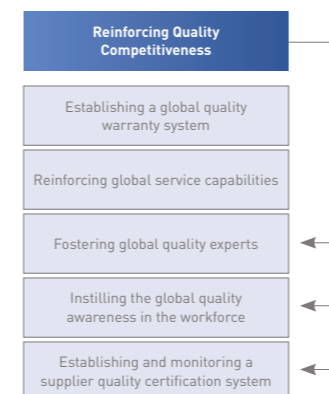 Reinforcing Quality
Competitiveness
Establishing a global quality
warranty system
Reinforcing global service capabilities
Fostering global quality experts
Instilling the global quality
awareness in the workforce
Establishing and monitoring a
supplier quality certification system